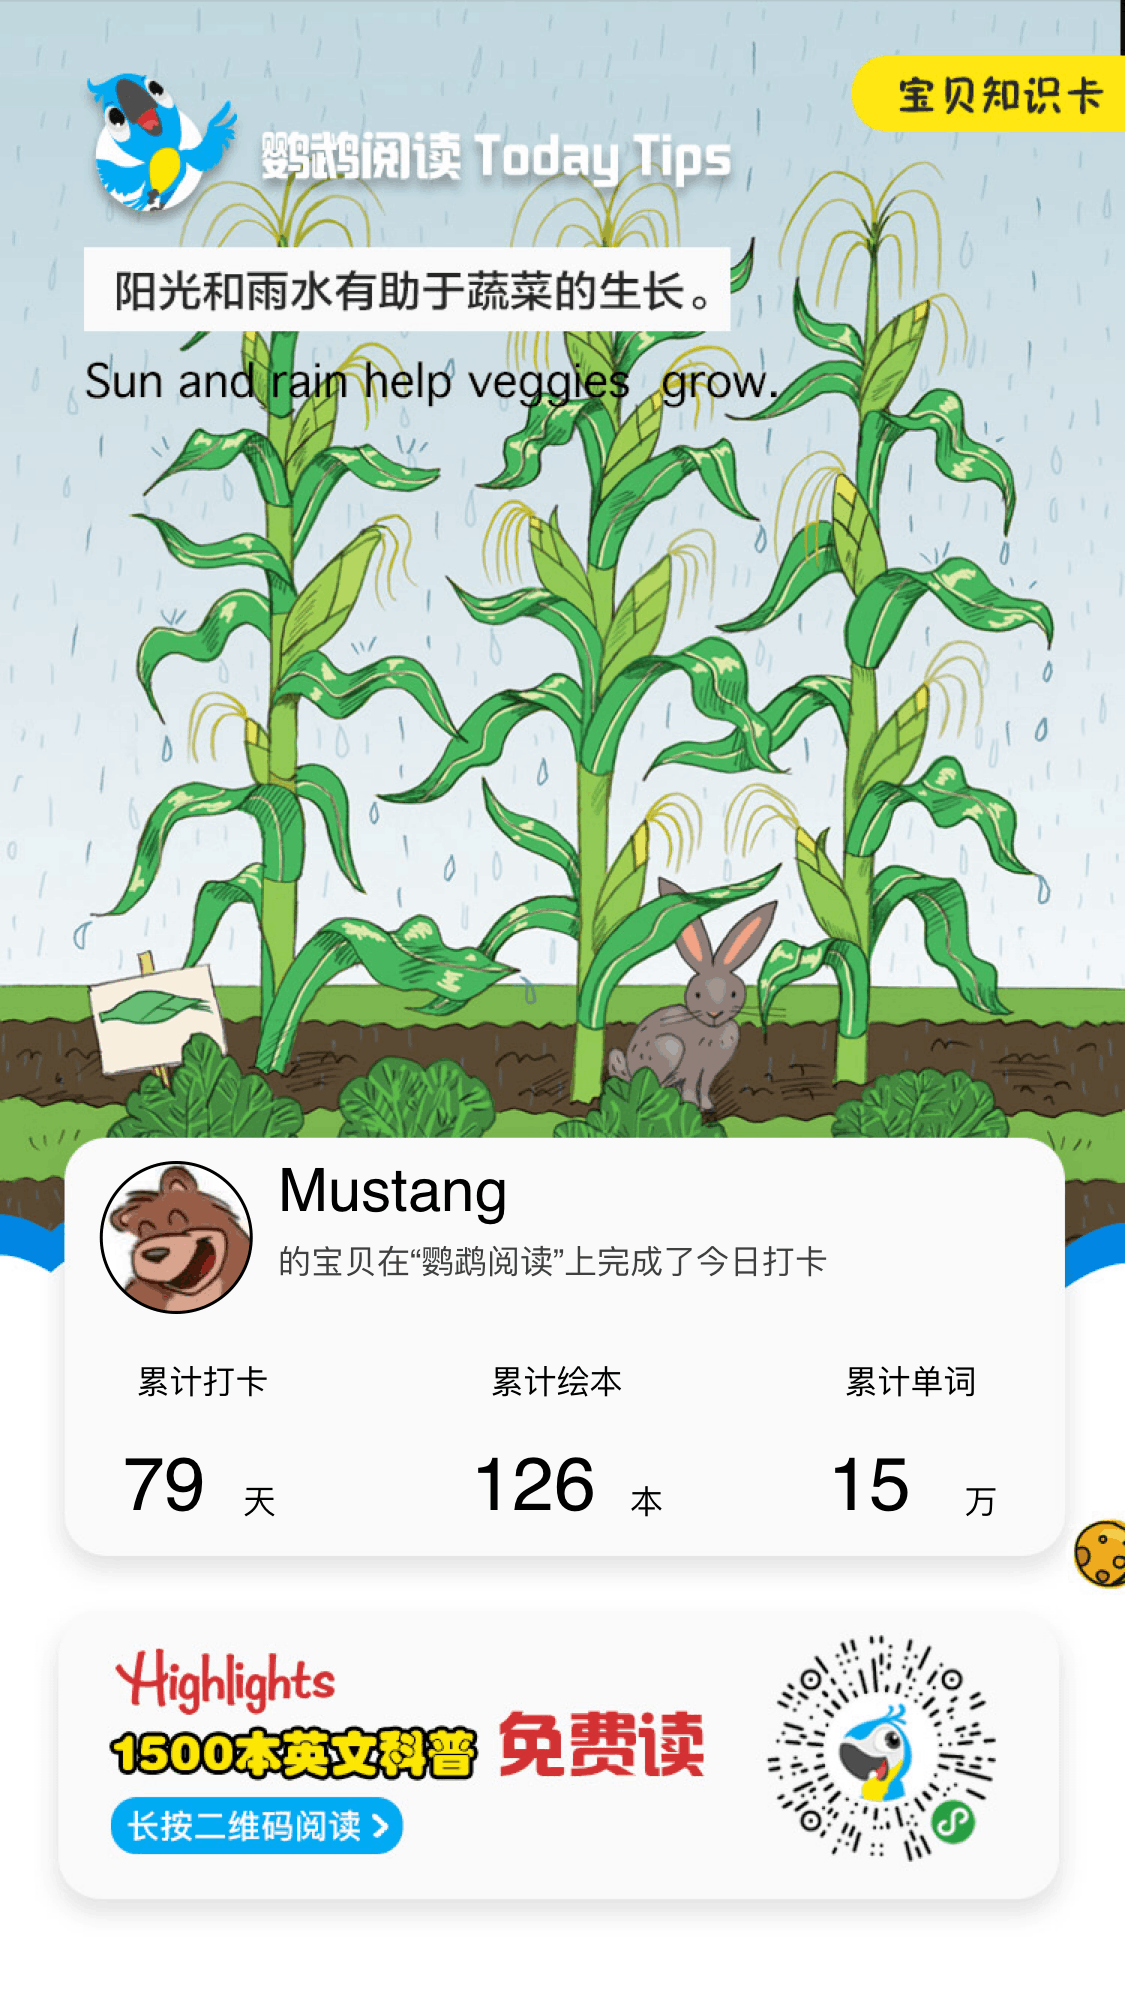 宝贝知识卡
鹦鹉阅读 Today Tips
阳光和雨水有助于蔬菜的生长。
Sun and rain help veggies grow.
Mustang
的宝贝在“鹦鹉阅读”上完成了今日打卡
累计打卡 累计绘本 累计单词
79 天 126 本 15 万
Highlights
1500本英文科普 免费读
长按二维码阅读 >